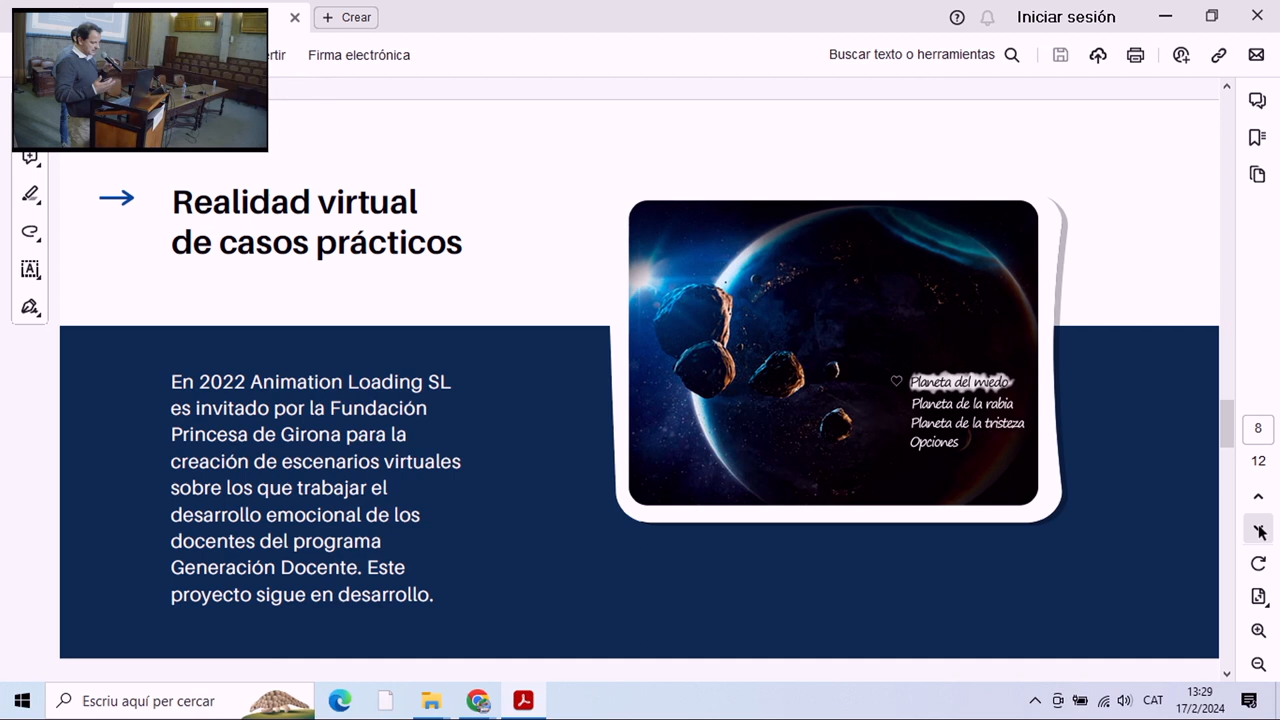 Crear
Iniciar sesión
ertir
Firma electrónica
Buscar texto o herramientas
Realidad virtual
de casos prácticos
En 2022 Animation Loading SL
es invitado por la Fundación
Princesa de Girona para la
creación de escenarios virtuales
sobre los que trabajar el
desarrollo emocional de los
docentes del programa
Generación Docente. Este
proyecto sigue en desarrollo.
Planeta del miedo
Planeta de la rabia
Planeta de la tristeza
Opciones
8
12
Escriu aquí per cercar
CAT
13:29
17/2/2024